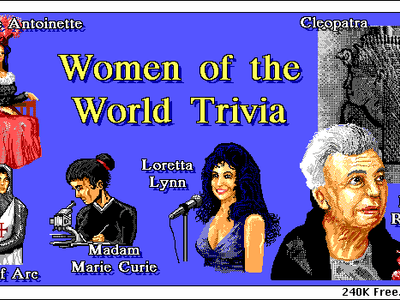 Antoinette
Cleopatra
Women of the
World Trivia
Loretta
Lynn
Madam
Marie Curie
of Arc
240K Free.